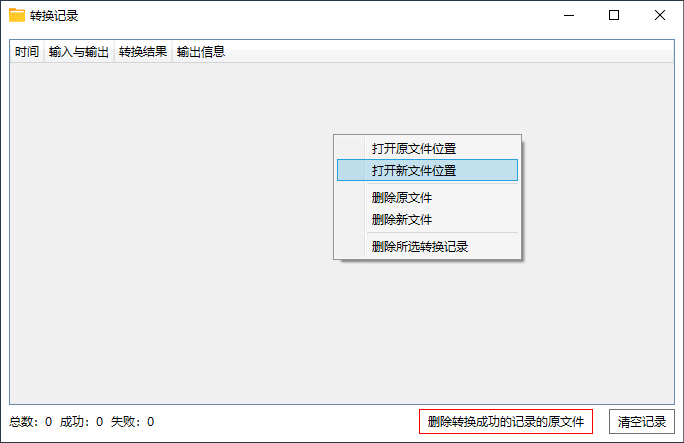 转换记录
时间 输入与输出 转换结果 输出信息
打开原文件位置
打开新文件位置
删除原文件
删除新文件
删除所选转换记录
总数: 0 成功: 0 失败: 0 删除转换成功的记录的原文件 清空记录